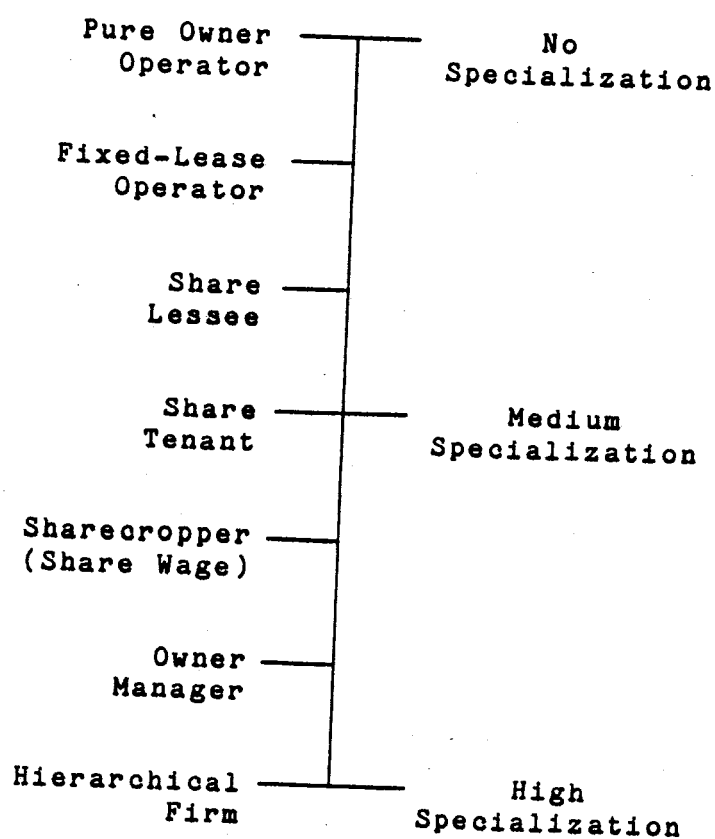 Pure Owner
Operator
No
Specialization
Fixed-Lease
Operator
Share
Lessee
Share
Tenant
Medium
Specialization
Sharecropper
(Share Wage)
Owner
Manager
Hierarchical
Firm
High
Specialization